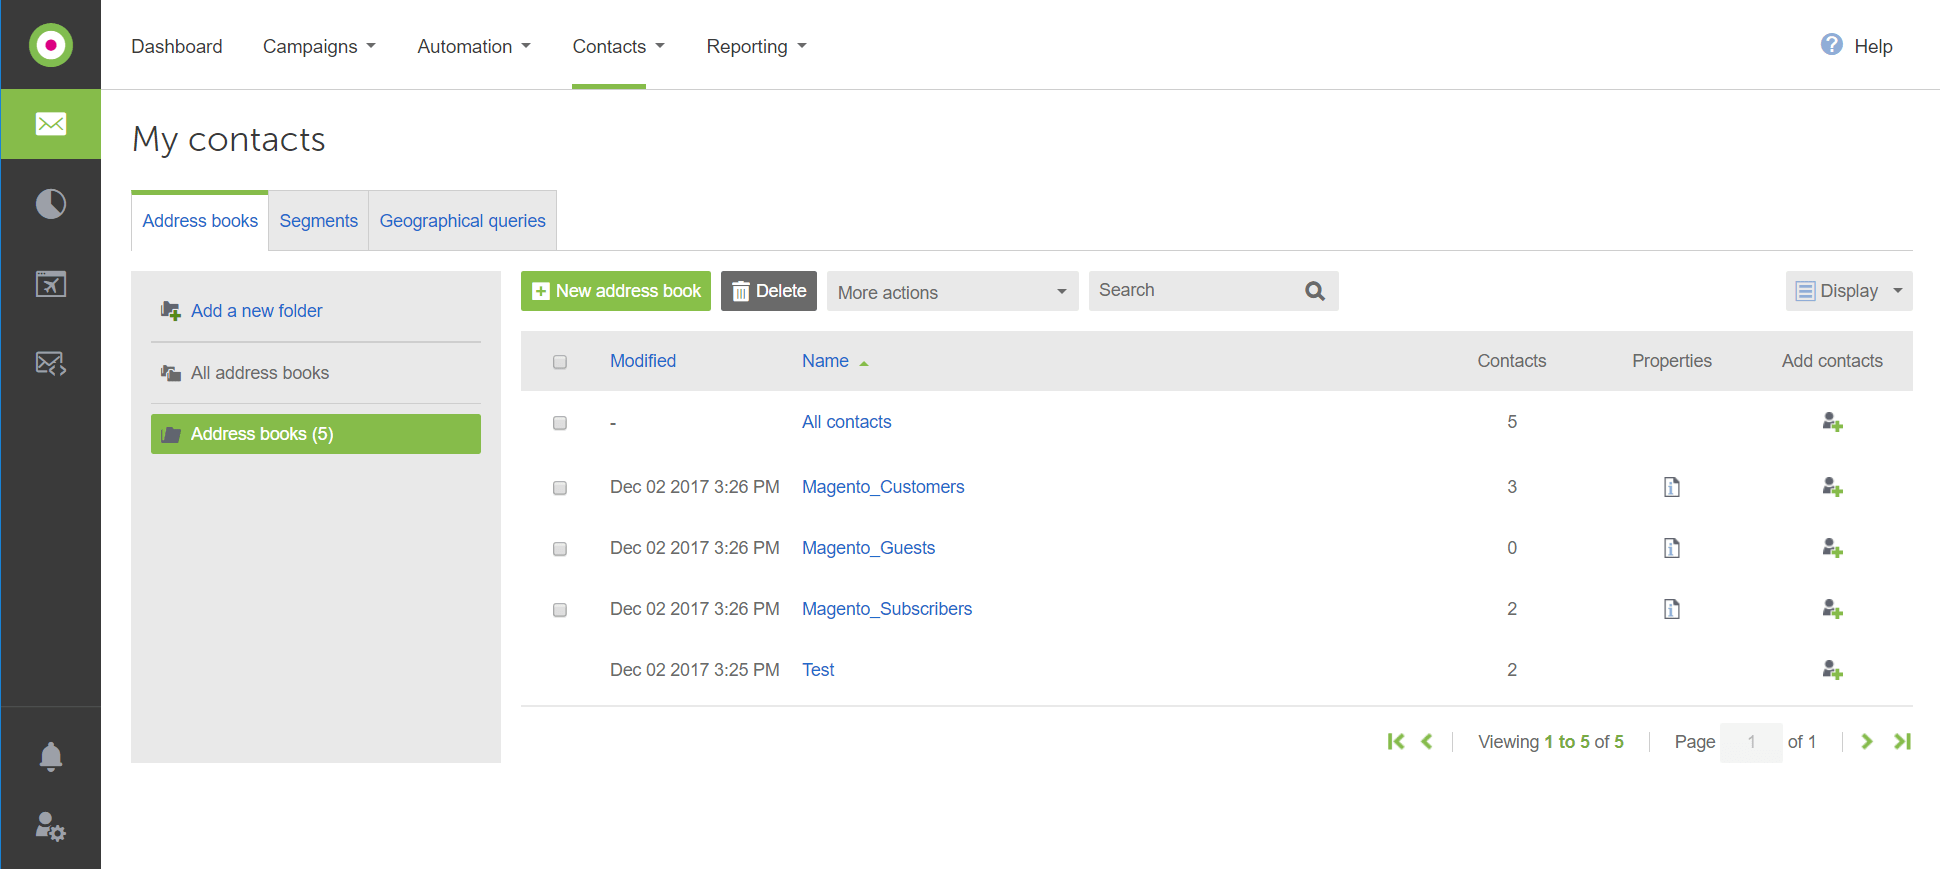 Dashboard Campaigns Automation Contacts Reporting ? Help
My contacts
Address books Segments Geographical queries
Add a new folder
All address books
Address books (5)
New address book Delete More actions Search Display
Modified Name Contacts Properties Add contacts
- All contacts 5
Dec 02 2017 3:26 PM Magento_Customers 3
Dec 02 2017 3:26 PM Magento_Guests 0
Dec 02 2017 3:26 PM Magento_Subscribers 2
Dec 02 2017 3:25 PM Test 2
Viewing 1 to 5 of 5 Page 1 of 1